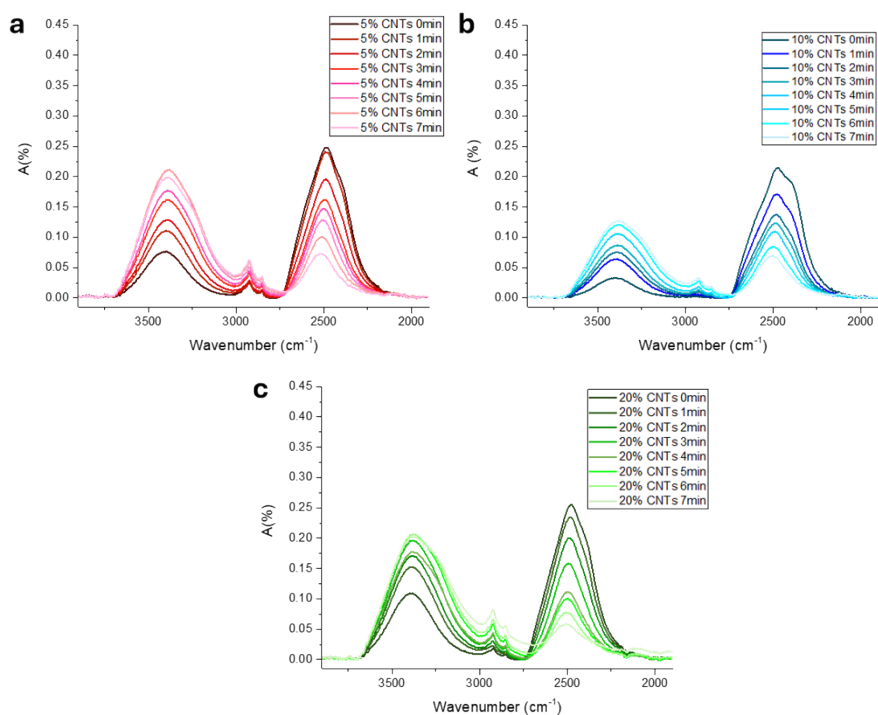 a
0.45
0.40
0.35
0.30
0.25
0.20
0.15
0.10
0.05
0.00
A(%)
5% CNTs 0min
5% CNTs 1min
5% CNTs 2min
5% CNTs 3min
5% CNTs 4min
5% CNTs 5min
5% CNTs 6min
5% CNTs 7min
3500 3000 2500 2000
Wavenumber (cm-1)
b
0.45
0.40
0.35
0.30
0.25
0.20
0.15
0.10
0.05
0.00
A (%)
10% CNTs 0min
10% CNTs 1min
10% CNTs 2min
10% CNTs 3min
10% CNTs 4min
10% CNTs 5min
10% CNTs 6min
10% CNTs 7min
3500 3000 2500 2000
Wavenumber (cm-1)
c
0.45
0.40
0.35
0.30
0.25
0.20
0.15
0.10
0.05
0.00
A(%)
20% CNTs 0min
20% CNTs 1min
20% CNTs 2min
20% CNTs 3min
20% CNTs 4min
20% CNTs 5min
20% CNTs 6min
20% CNTs 7min
3500 3000 2500 2000
Wavenumber (cm-1)